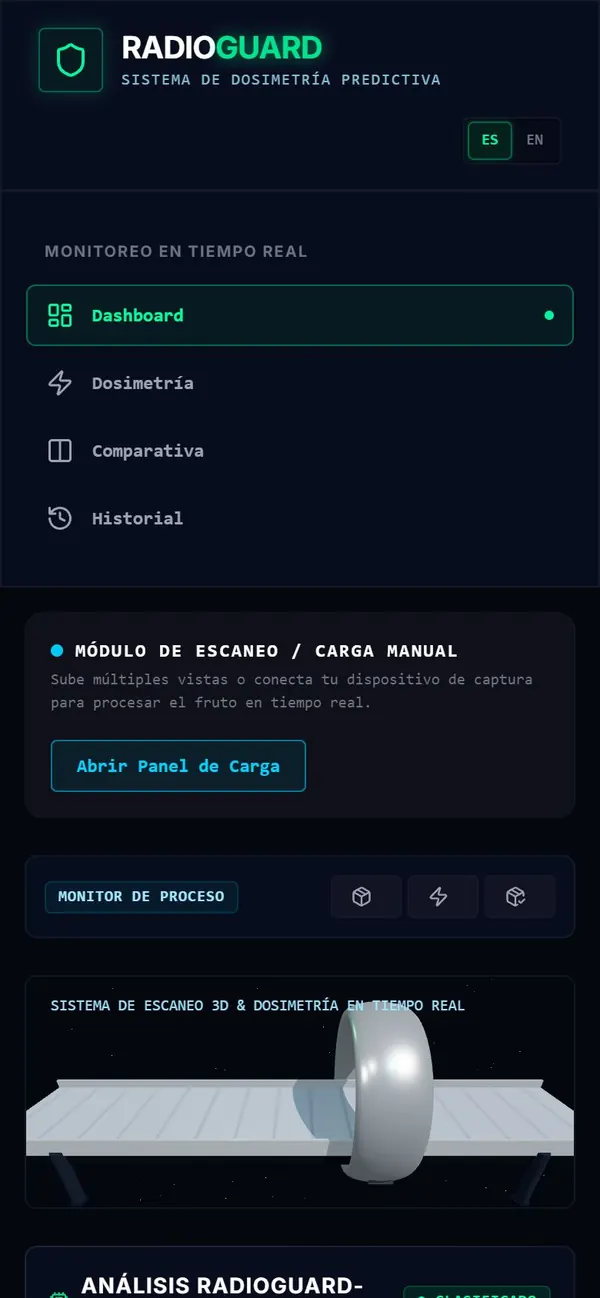 RADIOGUARD
SISTEMA DE DOSIMETRÍA PREDICTIVA
ES EN
MONITOREO EN TIEMPO REAL
Dashboard
Dosimetría
Comparativa
Historial
MÓDULO DE ESCANEO / CARGA MANUAL
Sube múltiples vistas o conecta tu dispositivo de captura
para procesar el fruto en tiempo real.
Abrir Panel de Carga
MONITOR DE PROCESO
SISTEMA DE ESCANEO 3D & DOSIMETRÍA EN TIEMPO REAL
ANÁLISIS RADIOGUARD-
CLASIFICADO